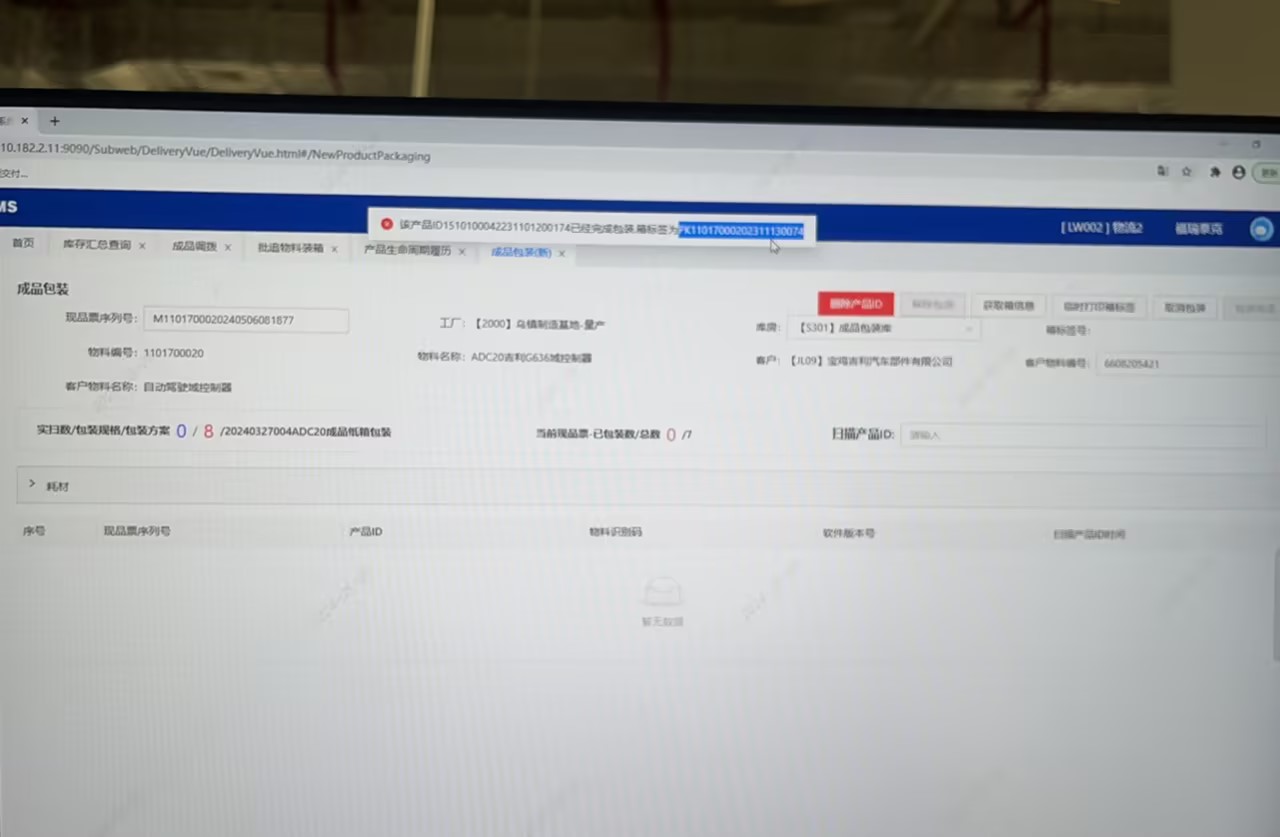 10.182.2.11:9090/Subweb/DeliveryVue/DeliveryVue.html#/NewProductPackaging
交付...
MS
该产品ID1510100042231101200174已经完成包装,箱标签为PK11017000202311130074
[ LW002 ] 物流2
福瑞泰克
首页
库存汇总查询
成品调拨
批追物料装箱
产品生命周期履历
成品包装(新)
成品包装
删除产品ID
解除包装
获取箱信息
临时打印箱标签
取消包装
现品票序列号: M1101700020240506081877
工厂: 【2000】乌镇制造基地-量产
库房: 【S301】成品包装库
箱标签号:
物料编号: 1101700020
物料名称: ADC20吉利G636域控制器
客户: 【JL09】宝鸡吉利汽车部件有限公司
客户物料编号: 6608205421
客户物料名称: 自动驾驶域控制器
实扫数/包装规格/包装方案 0 / 8 /20240327004ADC20成品纸箱包装
当前现品票-已包装数/总数 0 /7
扫描产品ID: 请输入
耗材
序号
现品票序列号
产品ID
物料识别码
软件版本号
扫描产品ID时间
暂无数据